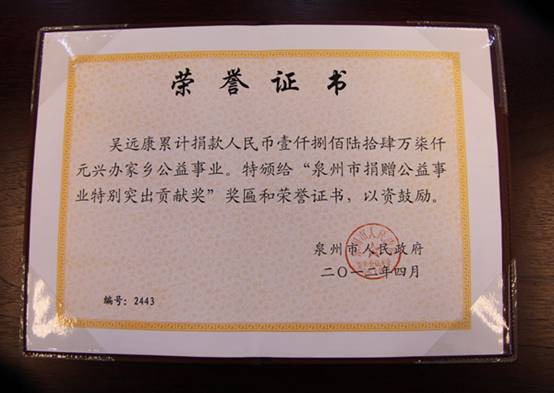 荣誉证书
吴远康累计捐款人民币壹仟捌佰陆拾肆万柒仟
元兴办家乡公益事业。特颁给“泉州市捐赠公益事
业特别突出贡献奖”奖匾和荣誉证书，以资鼓励。
泉州市人民政府
二〇一二年四月
编号：2443